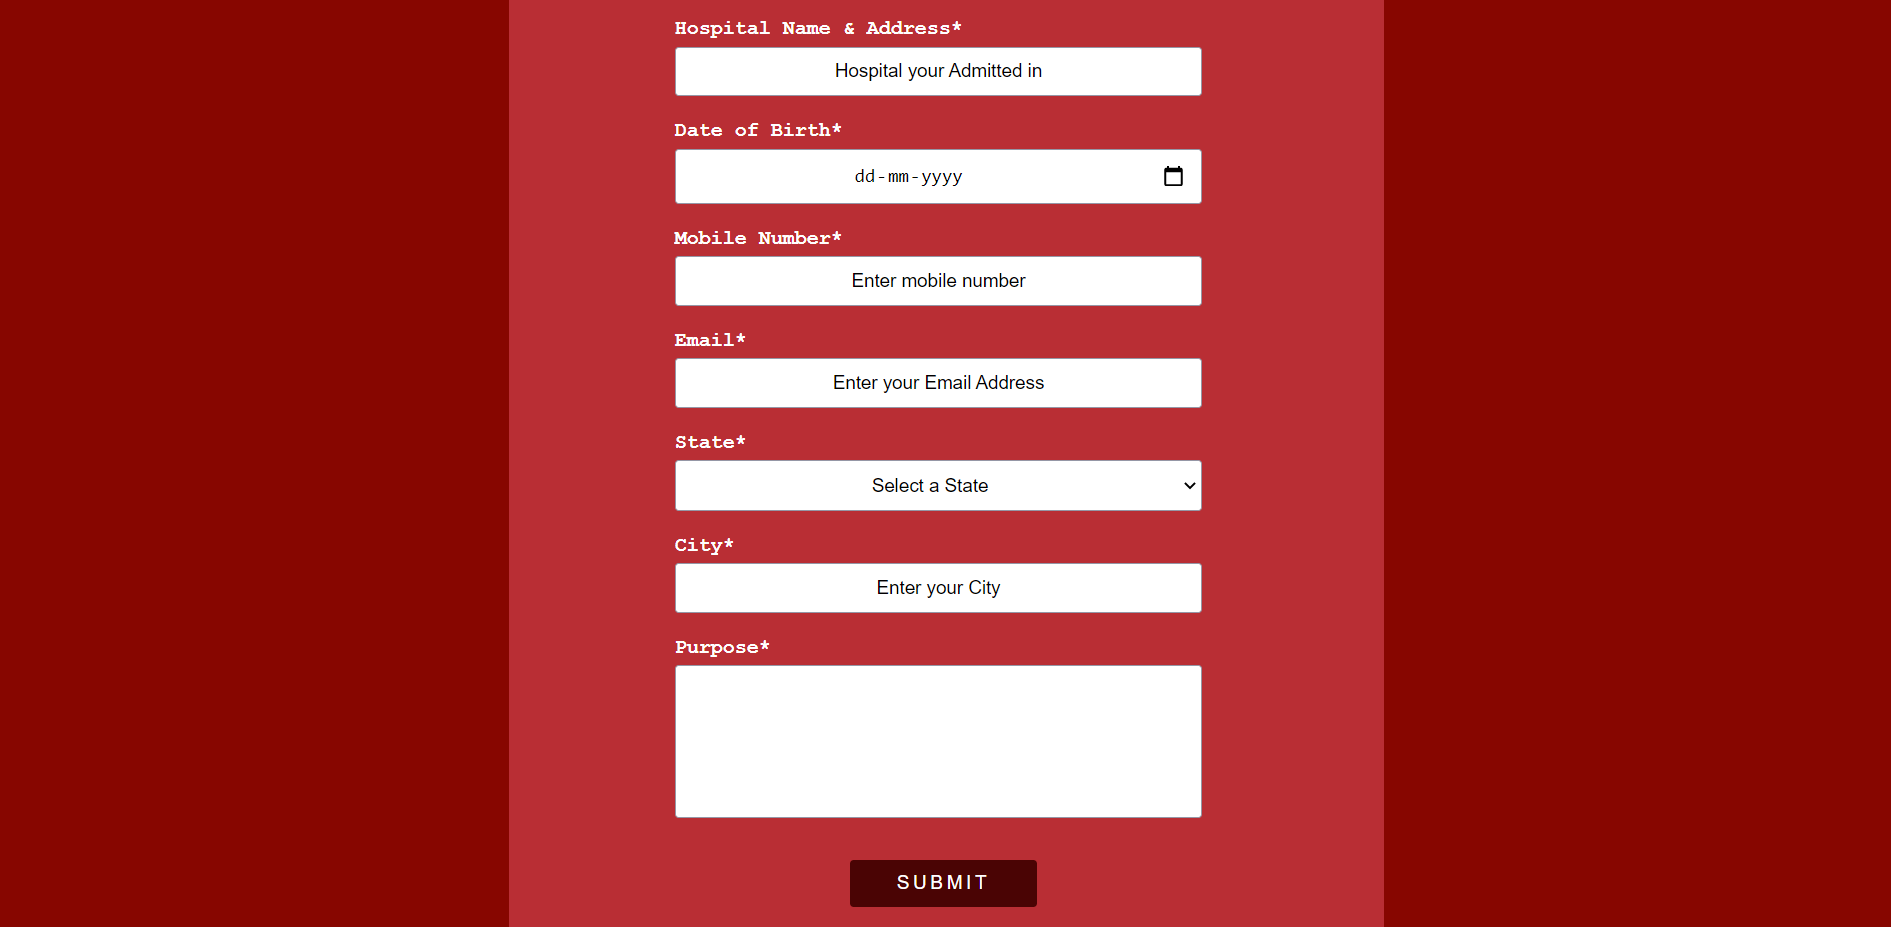 Hospital Name & Address*
Hospital your Admitted in
Date of Birth*
dd-mm-yyyy
Mobile Number*
Enter mobile number
Email*
Enter your Email Address
State*
Select a State
City*
Enter your City
Purpose*
SUBMIT